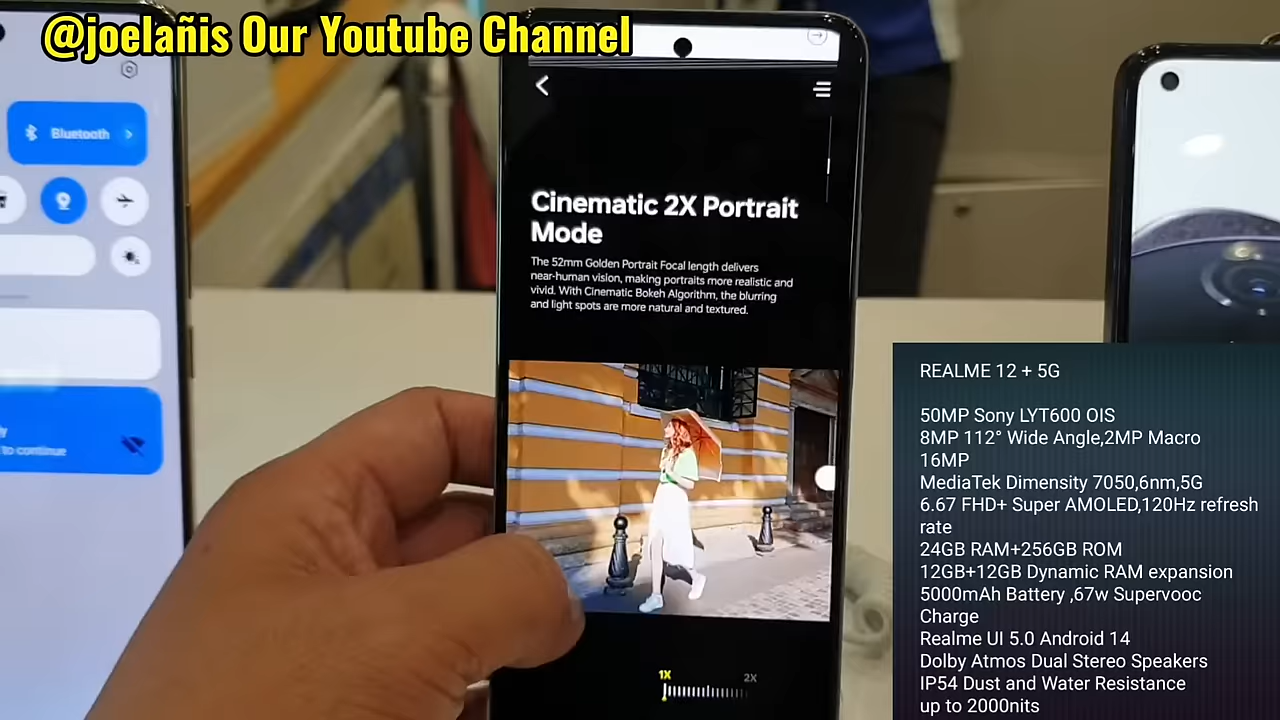 @joelañis Our Youtube Channel
Bluetooth
to continue
Cinematic 2X Portrait
Mode
The 52mm Golden Portrait Focal length delivers
near-human vision, making portraits more realistic and
vivid. With Cinematic Bokeh Algorithm, the blurring
and light spots are more natural and textured.
1X
2X
REALME 12 + 5G
50MP Sony LYT600 OIS
8MP 112° Wide Angle,2MP Macro
16MP
MediaTek Dimensity 7050,6nm,5G
6.67 FHD+ Super AMOLED,120Hz refresh
rate
24GB RAM+256GB ROM
12GB+12GB Dynamic RAM expansion
5000mAh Battery ,67w Supervooc
Charge
Realme UI 5.0 Android 14
Dolby Atmos Dual Stereo Speakers
IP54 Dust and Water Resistance
up to 2000nits